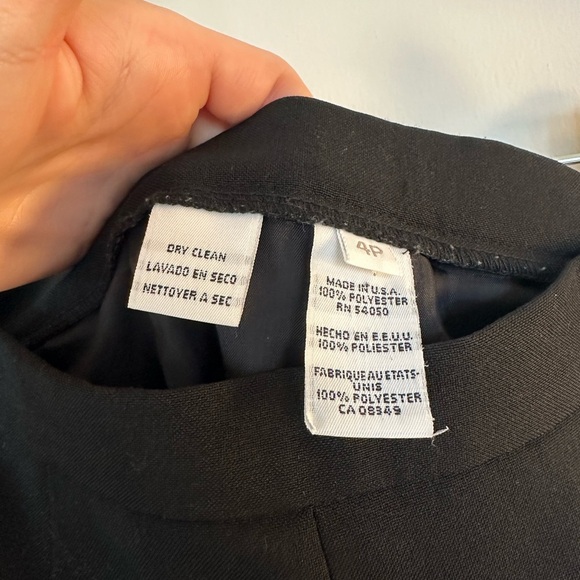 DRY CLEAN
LAVADO EN SECO
NETTOYER A SEC
4P
MADE IN U.S.A.
100% POLYESTER
RN 54050
HECHO EN E.E.U.U.
100% POLIESTER
FABRIQUE AU ETATS-
UNIS
100% POLYESTER
CA 08349